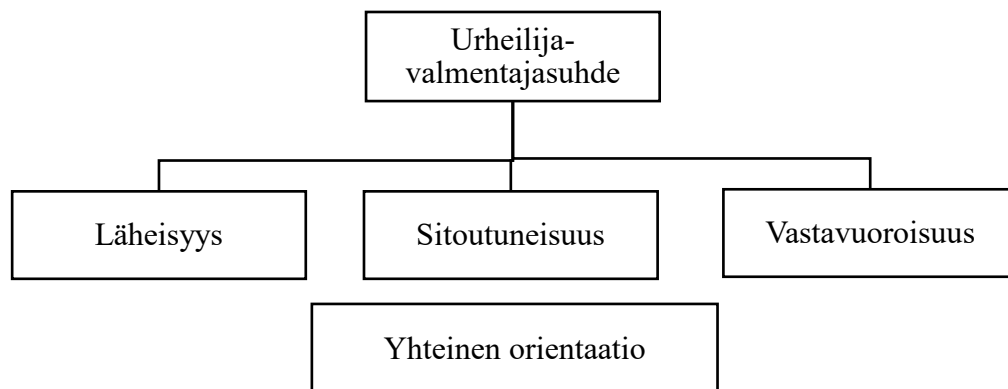 Urheilija-
valmentajasuhde
Läheisyys
Sitoutuneisuus
Vastavuoroisuus
Yhteinen orientaatio